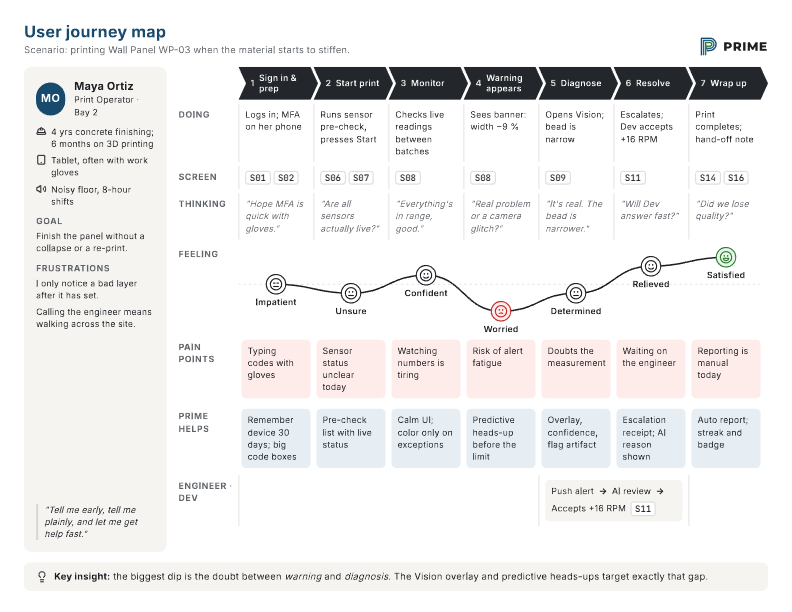 User journey map
Scenario: printing Wall Panel WP-03 when the material starts to stiffen.
PRIME
MO
Maya Ortiz
Print Operator ·
Bay 2
4 yrs concrete finishing;
6 months on 3D printing
Tablet, often with work
gloves
Noisy floor, 8-hour
shifts
GOAL
Finish the panel without a
collapse or a re-print.
FRUSTRATIONS
I only notice a bad layer
after it has set.
Calling the engineer means
walking across the site.
"Tell me early, tell me
plainly, and let me get
help fast."
1 Sign in &
prep
2 Start print
3 Monitor
4 Warning
appears
5 Diagnose
6 Resolve
7 Wrap up
DOING
Logs in; MFA
on her phone
Runs sensor
pre-check,
presses Start
Checks live
readings
between
batches
Sees banner:
width −9 %
Opens Vision;
bead is
narrow
Escalates;
Dev accepts
+16 RPM
Print
completes;
hand-off note
SCREEN
S01 S02
S06 S07
S08
S08
S09
S11
S14 S16
THINKING
"Hope MFA is
quick with
gloves."
"Are all
sensors
actually live?"
"Everything's
in range,
good."
"Real problem
or a camera
glitch?"
"It's real. The
bead is
narrower."
"Will Dev
answer fast?"
"Did we lose
quality?"
FEELING
Impatient
Unsure
Confident
Worried
Determined
Relieved
Satisfied
PAIN
POINTS
Typing
codes with
gloves
Sensor
status
unclear
today
Watching
numbers is
tiring
Risk of alert
fatigue
Doubts the
measurement
Waiting on
the engineer
Reporting is
manual
today
PRIME
HELPS
Remember
device 30
days; big
code boxes
Pre-check
list with live
status
Calm UI;
color only on
exceptions
Predictive
heads-up
before the
limit
Overlay,
confidence,
flag artifact
Escalation
receipt; AI
reason
shown
Auto report;
streak and
badge
ENGINEER ·
DEV
Push alert → AI review →
Accepts +16 RPM S11
Key insight: the biggest dip is the doubt between warning and diagnosis. The Vision overlay and predictive heads-ups target exactly that gap.